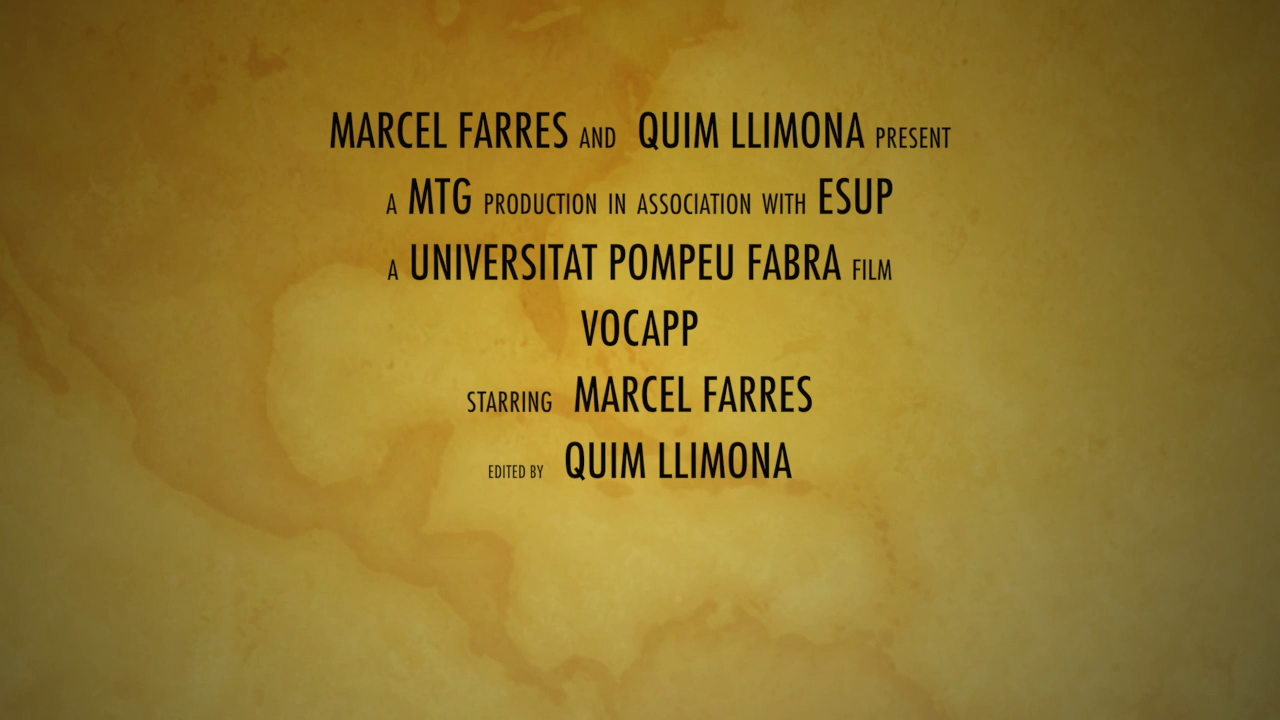 MARCEL FARRES AND QUIM LLIMONA PRESENT
A MTG PRODUCTION IN ASSOCIATION WITH ESUP
A UNIVERSITAT POMPEU FABRA FILM
VOCAPP
STARRING MARCEL FARRES
EDITED BY QUIM LLIMONA